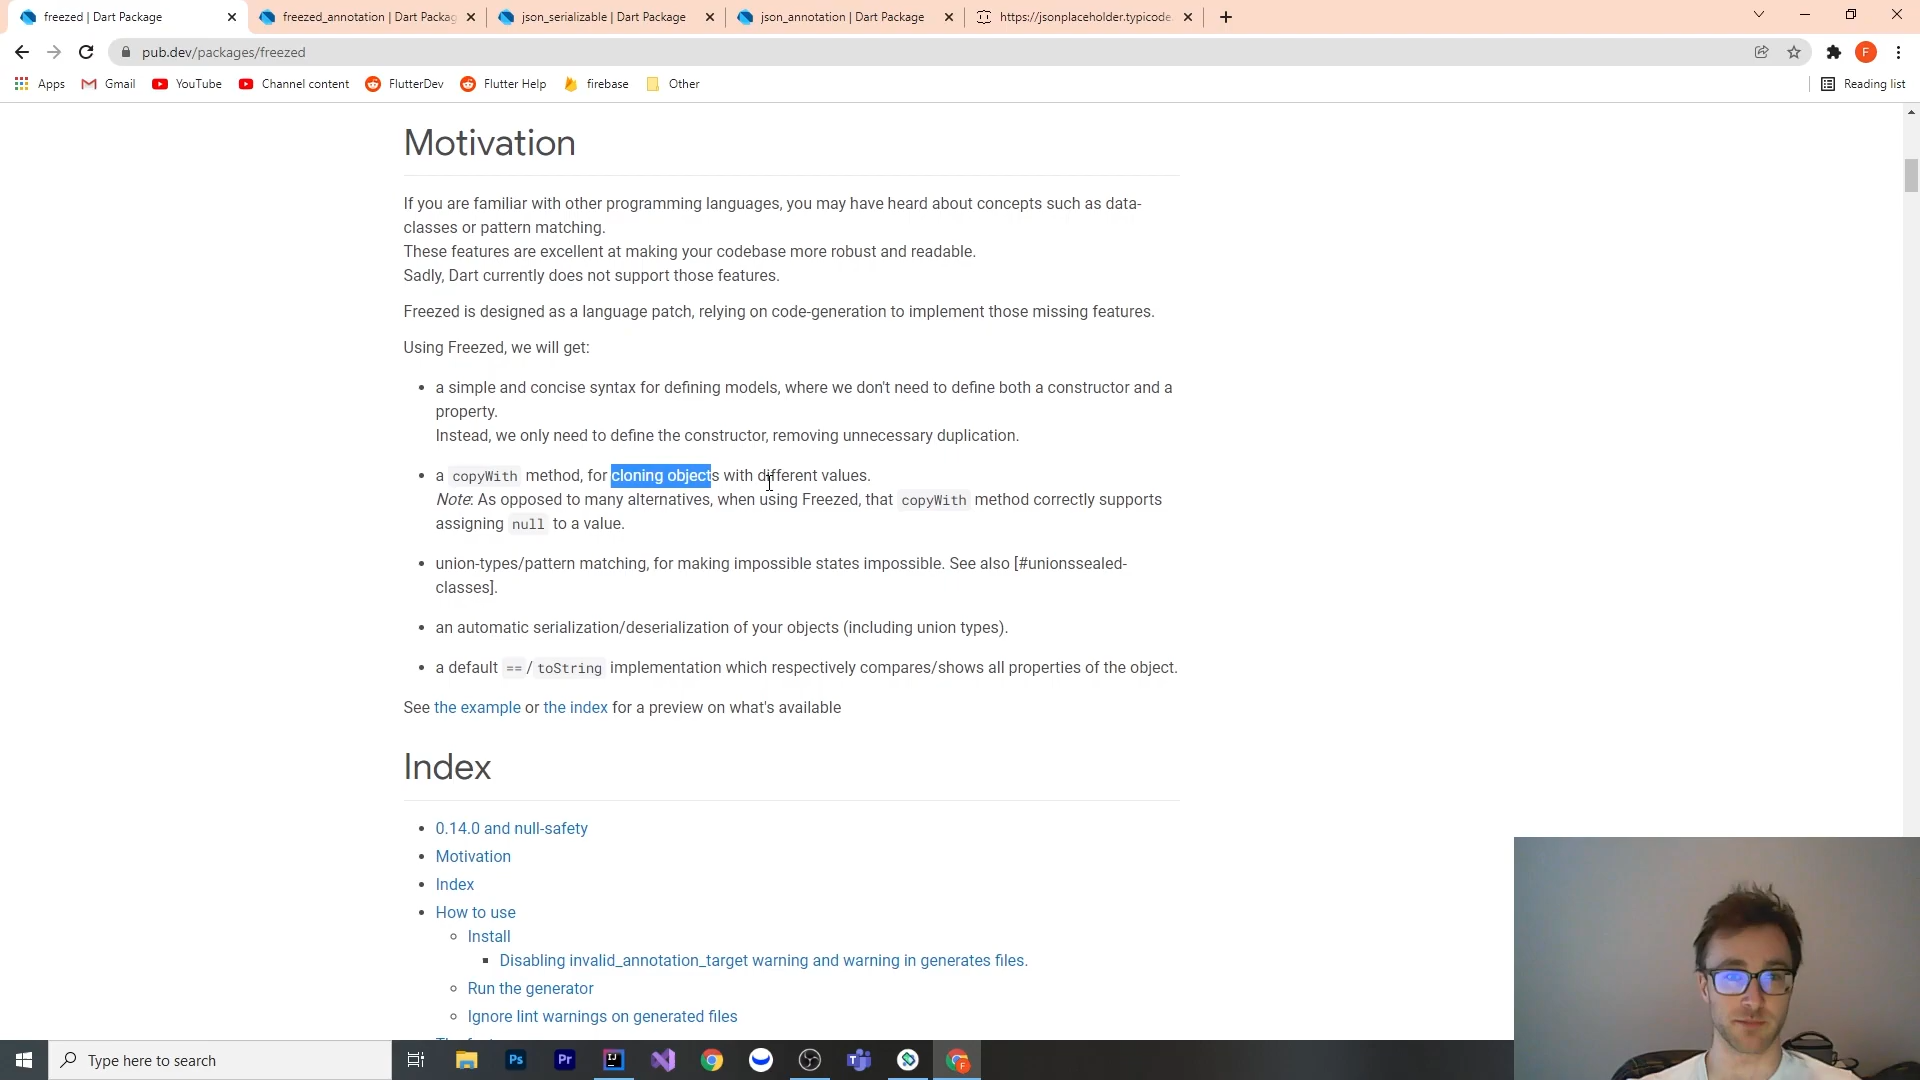 freezed | Dart Package
freezed_annotation | Dart Packag
json_serializable | Dart Package
json_annotation | Dart Package
https://jsonplaceholder.typicode.
pub.dev/packages/freezed
F
Apps
Gmail
YouTube
Channel content
FlutterDev
Flutter Help
firebase
Other
Reading list
Motivation
If you are familiar with other programming languages, you may have heard about concepts such as data-
classes or pattern matching.
These features are excellent at making your codebase more robust and readable.
Sadly, Dart currently does not support those features.
Freezed is designed as a language patch, relying on code-generation to implement those missing features.
Using Freezed, we will get:
• a simple and concise syntax for defining models, where we don't need to define both a constructor and a
property.
Instead, we only need to define the constructor, removing unnecessary duplication.
• a copyWith method, for cloning objects with different values.
Note: As opposed to many alternatives, when using Freezed, that copyWith method correctly supports
assigning null to a value.
• union-types/pattern matching, for making impossible states impossible. See also [#unionssealed-
classes].
• an automatic serialization/deserialization of your objects (including union types).
• a default ==/toString implementation which respectively compares/shows all properties of the object.
See the example or the index for a preview on what's available
Index
• 0.14.0 and null-safety
• Motivation
• Index
• How to use
◦ Install
▪ Disabling invalid_annotation_target warning and warning in generates files.
◦ Run the generator
◦ Ignore lint warnings on generated files
Type here to search
Ps
Pr
IJ